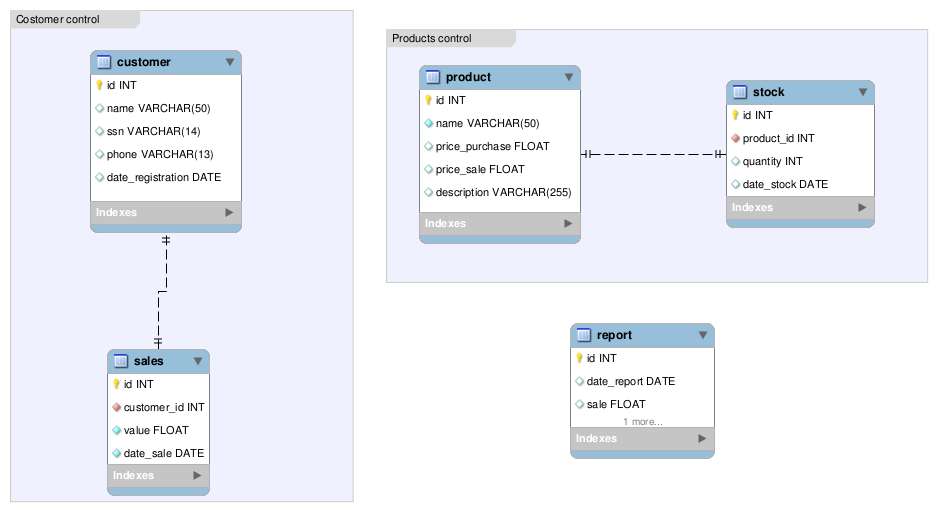 Costomer control
customer
id INT
name VARCHAR(50)
ssn VARCHAR(14)
phone VARCHAR(13)
date_registration DATE
Indexes
sales
id INT
customer_id INT
value FLOAT
date_sale DATE
Indexes
Products control
product
id INT
name VARCHAR(50)
price_purchase FLOAT
price_sale FLOAT
description VARCHAR(255)
Indexes
stock
id INT
product_id INT
quantity INT
date_stock DATE
Indexes
report
id INT
date_report DATE
sale FLOAT
1 more...
Indexes